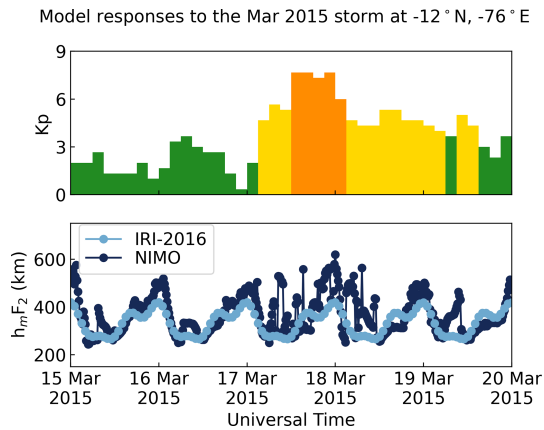 Model responses to the Mar 2015 storm at -12°N, -76°E
9
6
3
0
Kp
IRI-2016
NIMO
600
400
200
hmF2 (km)
15 Mar 16 Mar 17 Mar 18 Mar 19 Mar 20 Mar
2015 2015 2015 2015 2015 2015
Universal Time